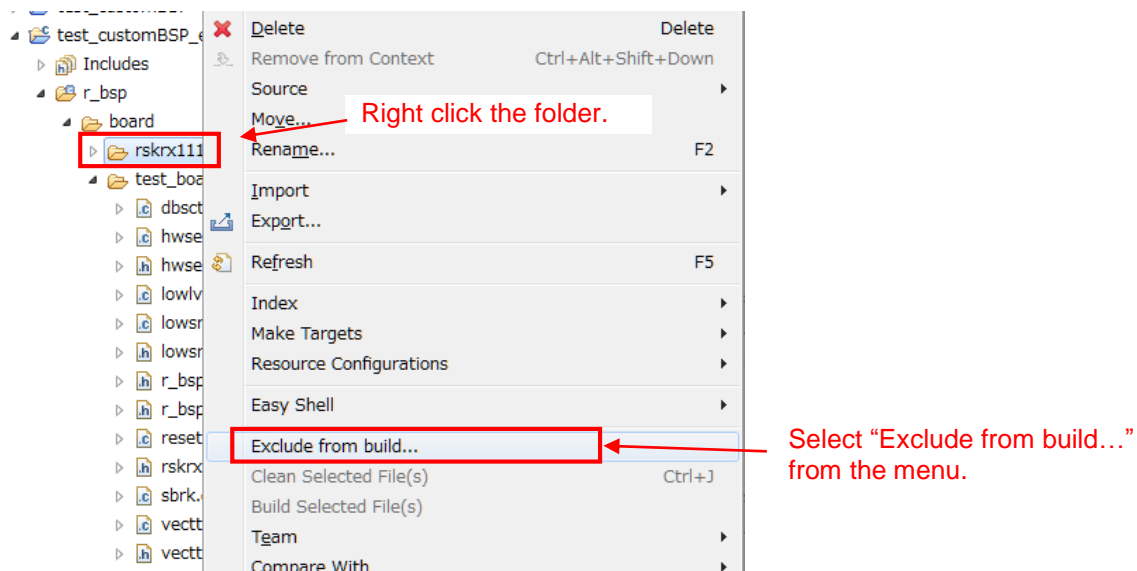 test_customBSP_e
Includes
r_bsp
board
rskrx111
test_boa
dbsct
hwse
hwse
lowlv
lowsr
lowsr
r_bsp
r_bsp
reset
rskrx
sbrk.
vectt
vectt
Delete Delete
Remove from Context Ctrl+Alt+Shift+Down
Source
Move...
Rename... F2
Import
Export...
Refresh F5
Index
Make Targets
Resource Configurations
Easy Shell
Exclude from build...
Clean Selected File(s) Ctrl+J
Build Selected File(s)
Team
Compare With
Right click the folder.
Select “Exclude from build…”
from the menu.